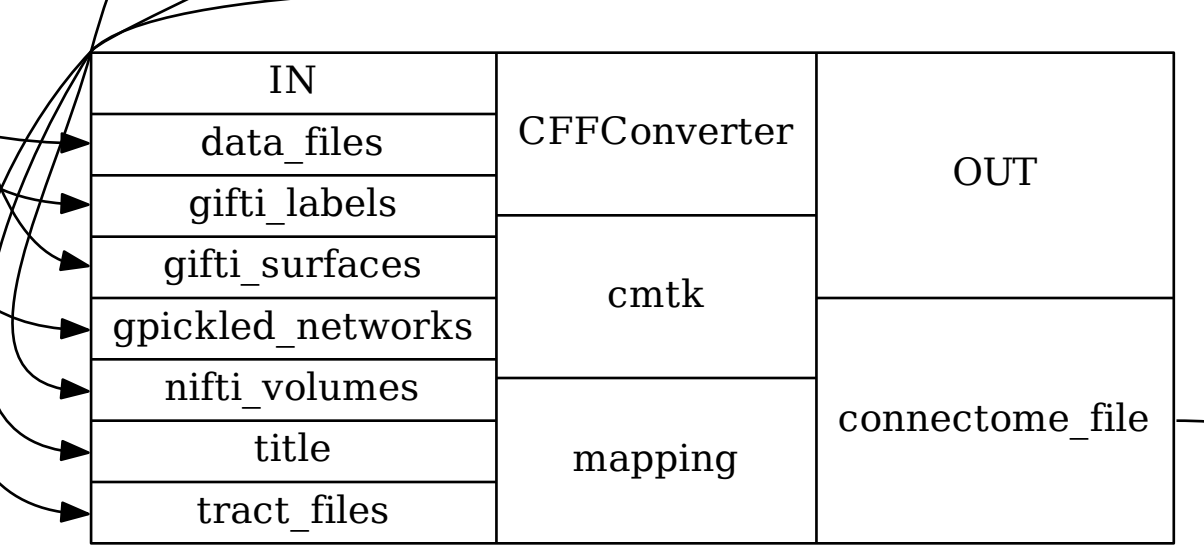 IN
data_files
gifti_labels
gifti_surfaces
gpickled_networks
nifti_volumes
title
tract_files
CFFConverter
cmtk
mapping
OUT
connectome_file